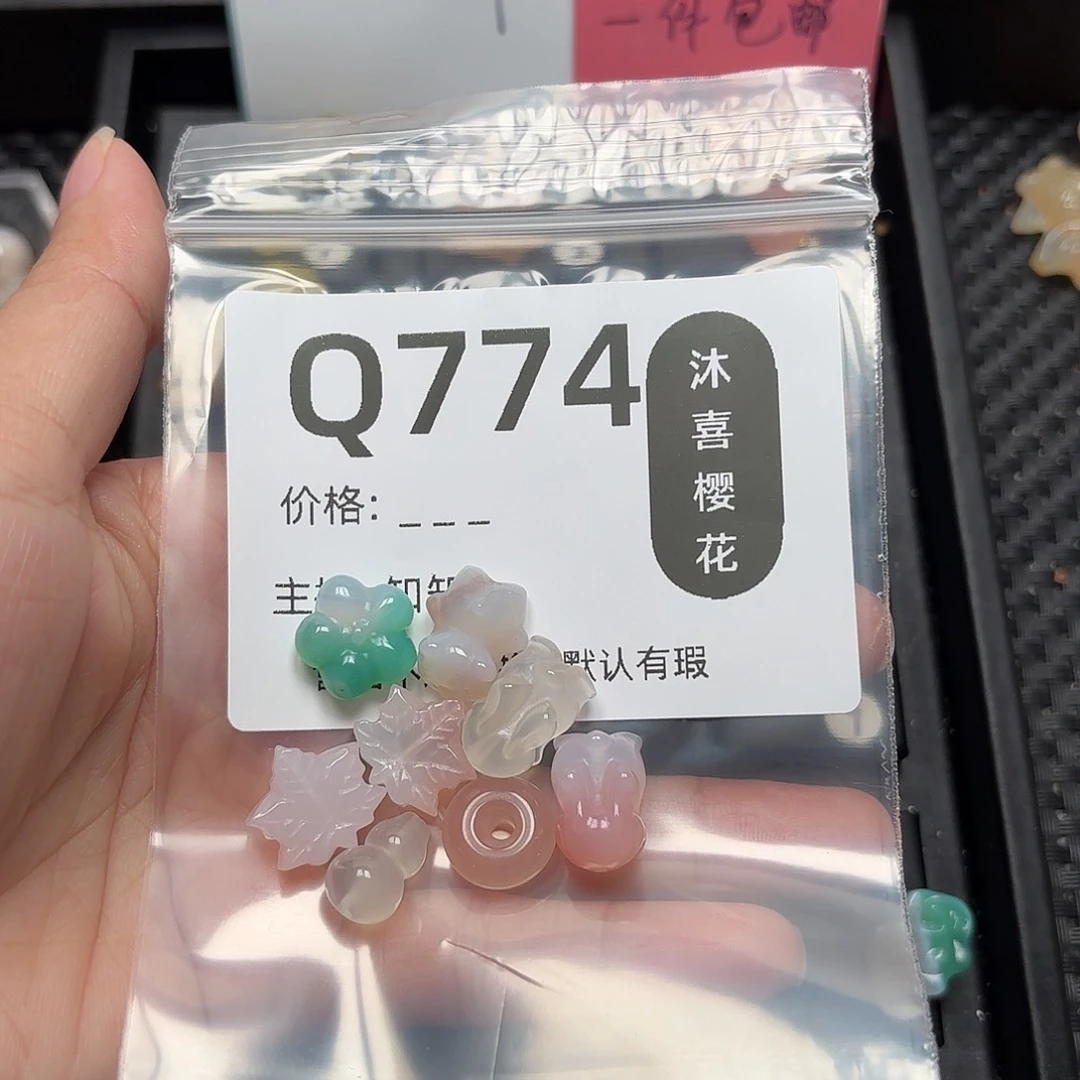 一件包邮
Q774
沐喜樱花
价格: _ _ _
主
默认有瑕